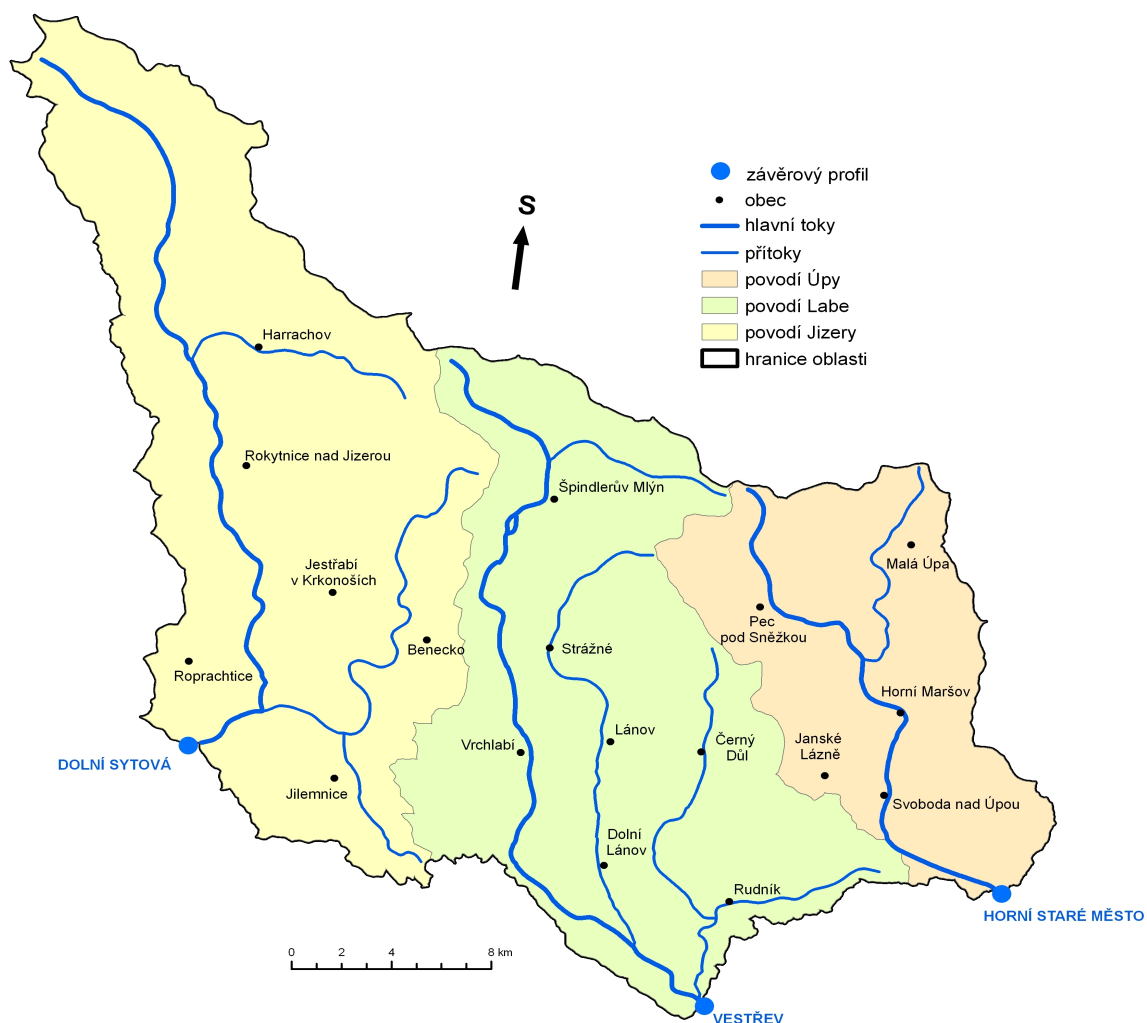 S
závěrový profil
obec
hlavní toky
přítoky
povodí Úpy
povodí Labe
povodí Jizery
hranice oblasti
Harrachov
Rokytnice nad Jizerou
Špindlerův Mlýn
Jestřabí
v Krkonoších
Malá Úpa
Pec
pod Sněžkou
Benecko
Strážné
Roprachtice
Horní Maršov
Vrchlabí
Lánov
Černý
Důl
Janské
Lázně
DOLNÍ SYTOVÁ
Jilemnice
Svoboda nad Úpou
Dolní
Lánov
Rudník
HORNÍ STARÉ MĚSTO
0 2 4 8 km
VESTŘEV